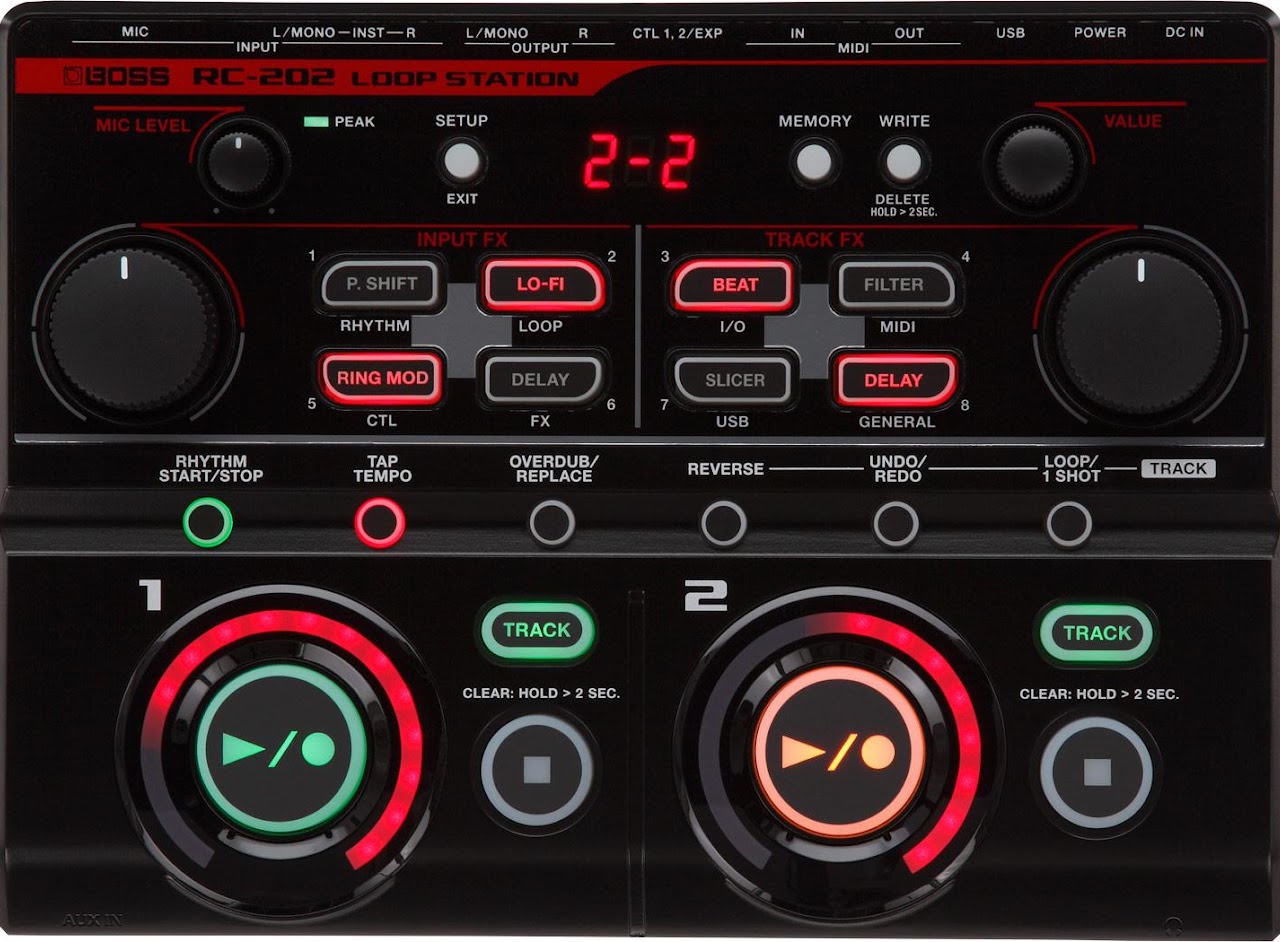 MIC L/MONO—INST—R L/MONO R CTL 1, 2/EXP IN OUT USB POWER DC IN
INPUT OUTPUT MIDI
BOSS RC-202 LOOP STATION
MIC LEVEL PEAK SETUP MEMORY WRITE VALUE
2-2
EXIT DELETE
HOLD > 2 SEC.
INPUT FX TRACK FX
1 P. SHIFT LO-FI 2 3 BEAT FILTER 4
RHYTHM LOOP I/O MIDI
RING MOD DELAY SLICER DELAY
5 CTL FX 6 7 USB GENERAL 8
RHYTHM TAP OVERDUB/ REVERSE UNDO/ LOOP/ TRACK
START/STOP TEMPO REPLACE REDO 1 SHOT
1 2
TRACK TRACK
CLEAR: HOLD > 2 SEC. CLEAR: HOLD > 2 SEC.
AUX IN